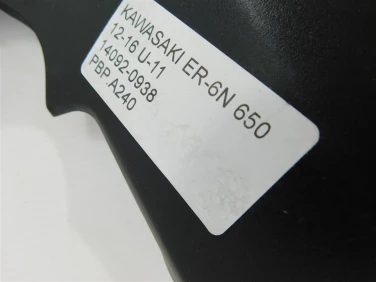 KAWASAKI ER-6N 650
12-16 U-11
14092-0938
PBP A240